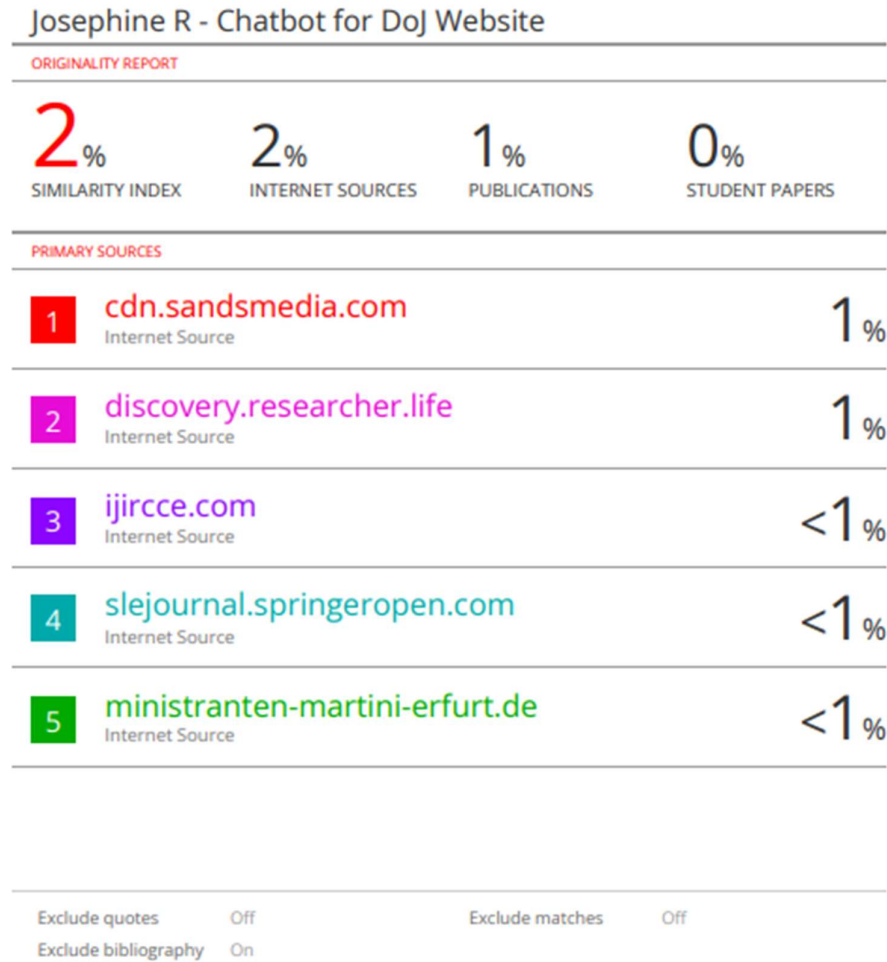 Josephine R - Chatbot for DoJ Website
ORIGINALITY REPORT
2% 2% 1% 0%
SIMILARITY INDEX INTERNET SOURCES PUBLICATIONS STUDENT PAPERS
PRIMARY SOURCES
1 cdn.sandsmedia.com 1%
Internet Source
2 discovery.researcher.life 1%
Internet Source
3 ijircce.com <1%
Internet Source
4 slejournal.springeropen.com <1%
Internet Source
5 ministranten-martini-erfurt.de <1%
Internet Source
Exclude quotes Off Exclude matches Off
Exclude bibliography On